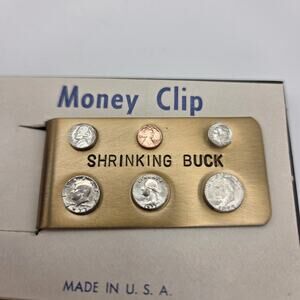 Money Clip
SHRINKING BUCK
MADE IN U. S. A.